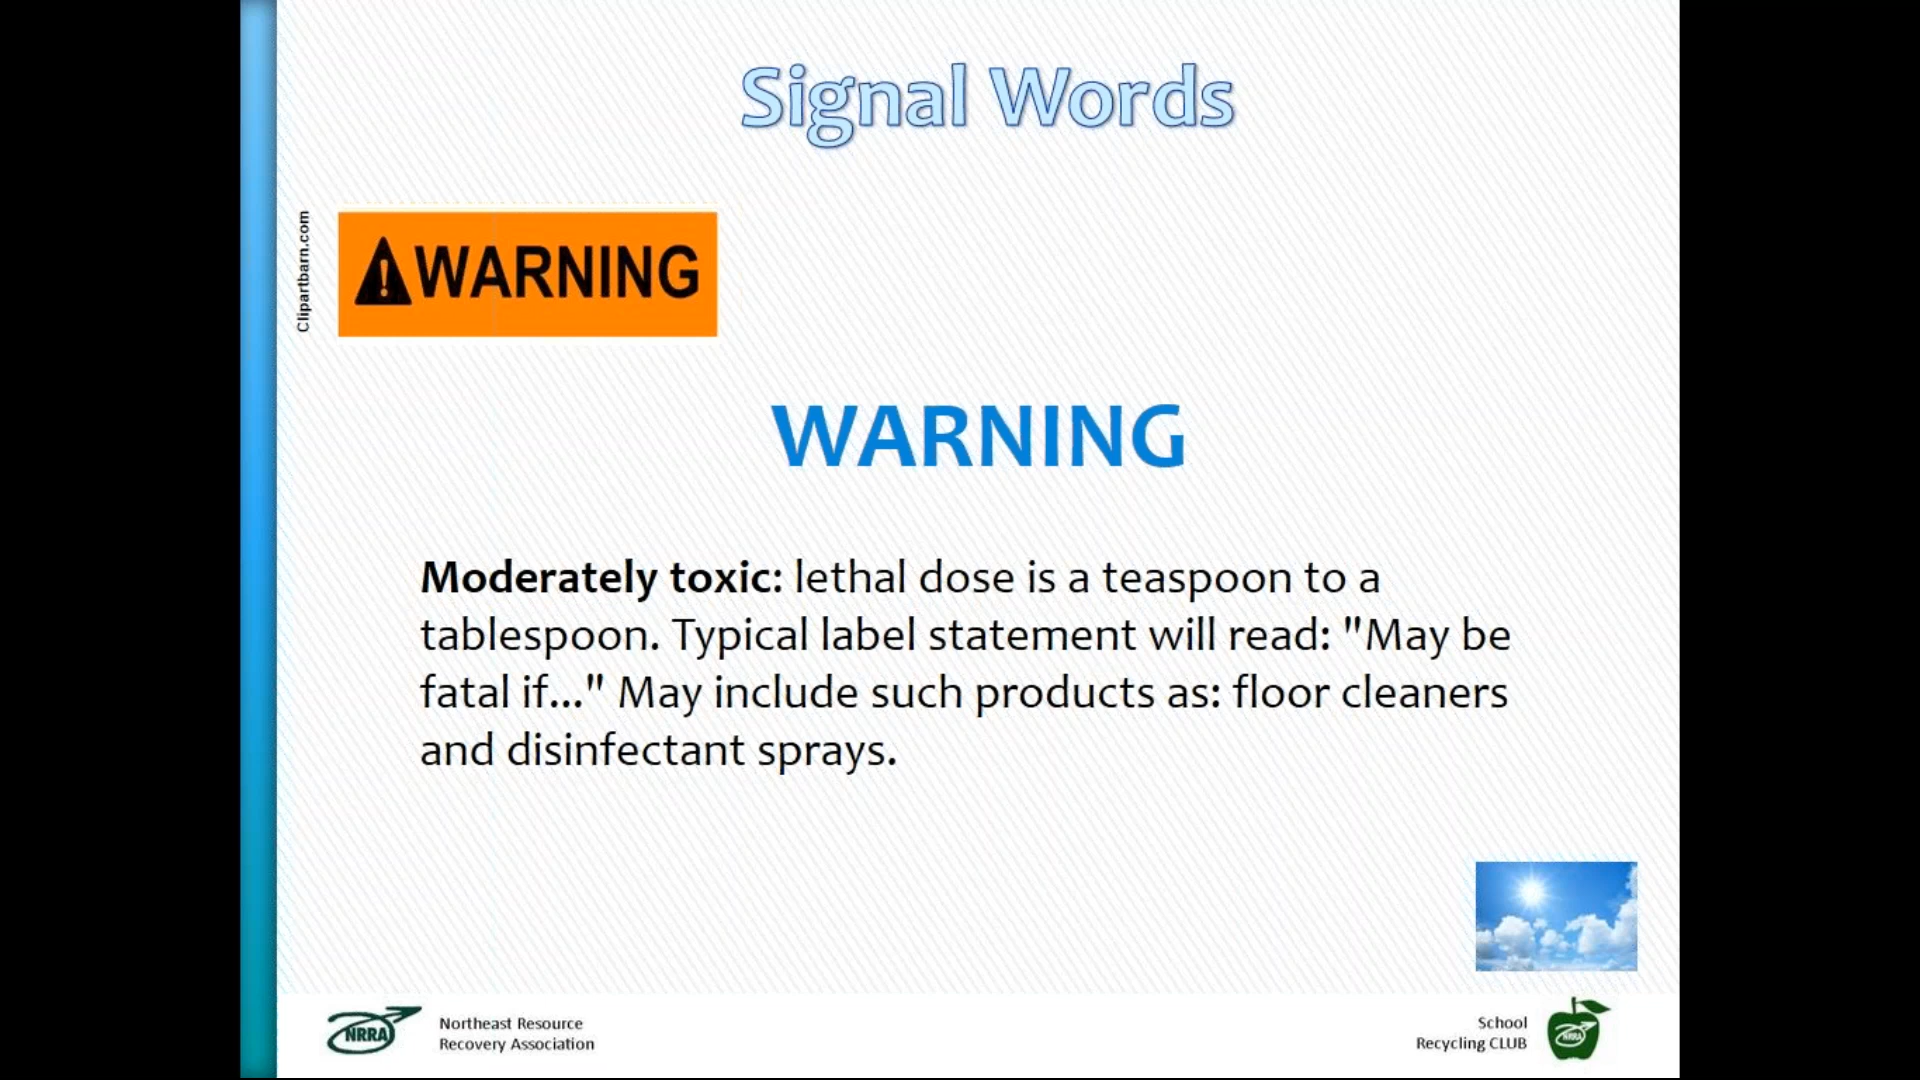 Signal Words
Clipartbarn.com
WARNING
WARNING
Moderately toxic: lethal dose is a teaspoon to a
tablespoon. Typical label statement will read: "May be
fatal if..." May include such products as: floor cleaners
and disinfectant sprays.
NRRA
Northeast Resource
Recovery Association
School
Recycling CLUB
NRRA